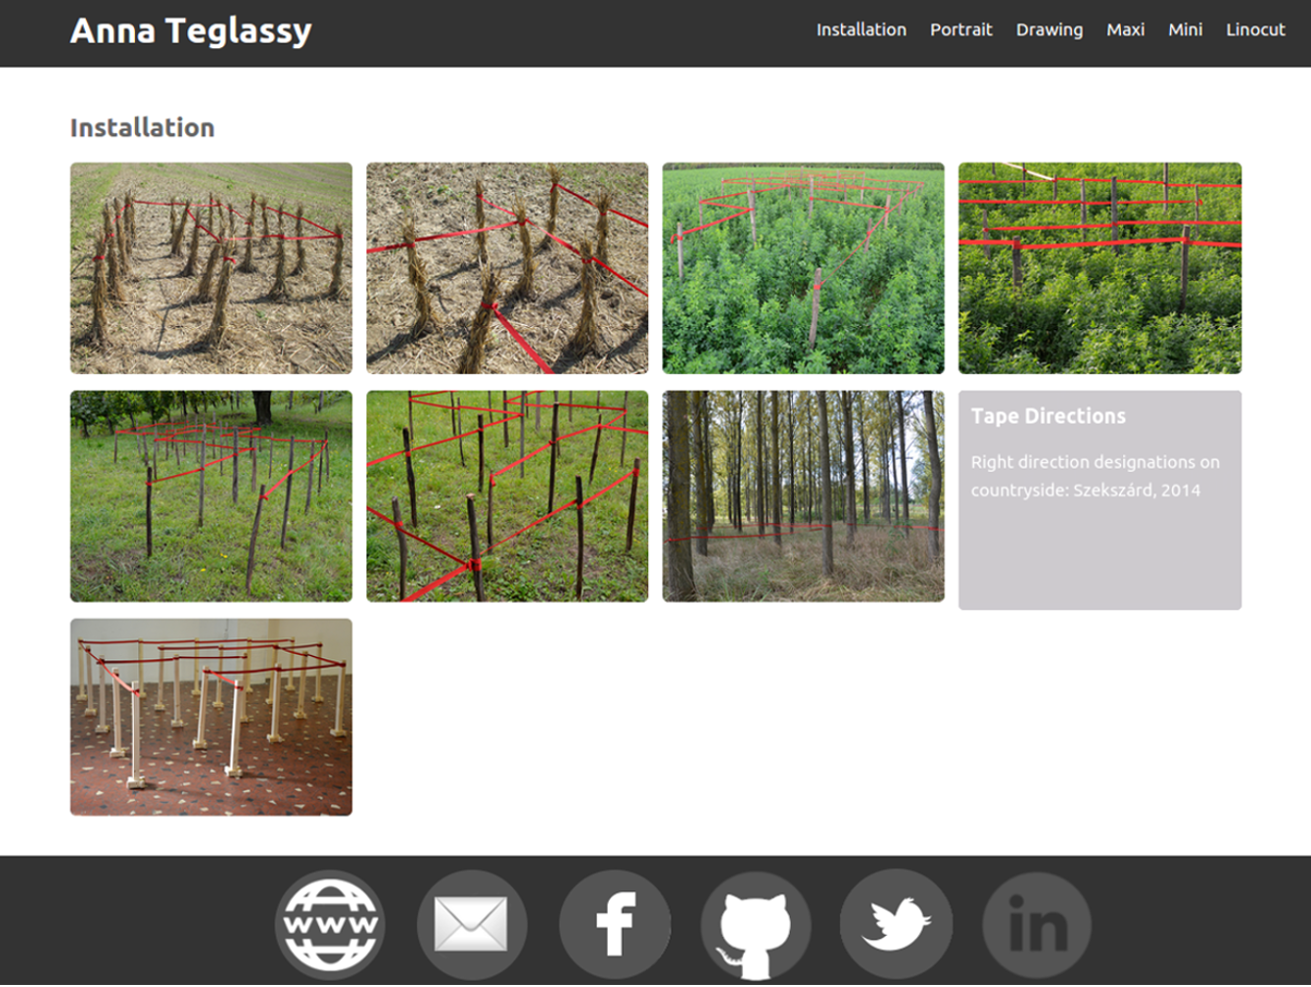 Anna Teglassy
Installation Portrait Drawing Maxi Mini Linocut
Installation
Tape Directions
Right direction designations on
countryside: Szekszárd, 2014
www
f
in